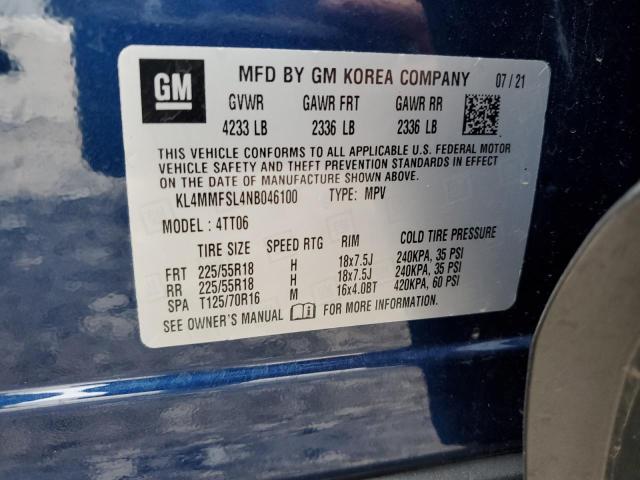 GM MFD BY GM KOREA COMPANY 07/21
GVWR GAWR FRT GAWR RR
4233 LB 2336 LB 2336 LB
THIS VEHICLE CONFORMS TO ALL APPLICABLE U.S. FEDERAL MOTOR
VEHICLE SAFETY AND THEFT PREVENTION STANDARDS IN EFFECT
ON THE DATE OF MANUFACTURE SHOWN ABOVE.
KL4MMFSL4NB046100 TYPE: MPV
MODEL: 4TT06
TIRE SIZE SPEED RTG RIM COLD TIRE PRESSURE
FRT 225/55R18 H 18x7.5J 240KPA, 35 PSI
RR 225/55R18 H 18x7.5J 240KPA, 35 PSI
SPA T125/70R16 M 16x4.0BT 420KPA, 60 PSI
SEE OWNER'S MANUAL FOR MORE INFORMATION.